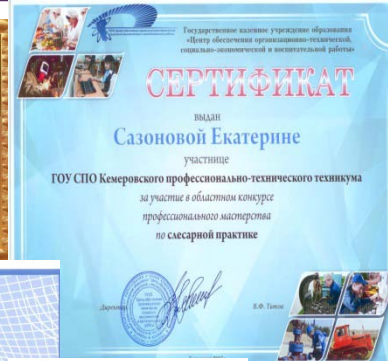 Государственное казенное учреждение образования
«Центр обеспечения организационно-технической,
социально-экономической и воспитательной работы»
СЕРТИФИКАТ
выдан
Сазоновой Екатерине
участнице
ГОУ СПО Кемеровского профессионально-технического техникума
за участие в областном конкурсе
профессионального мастерства
по слесарной практике
Директор